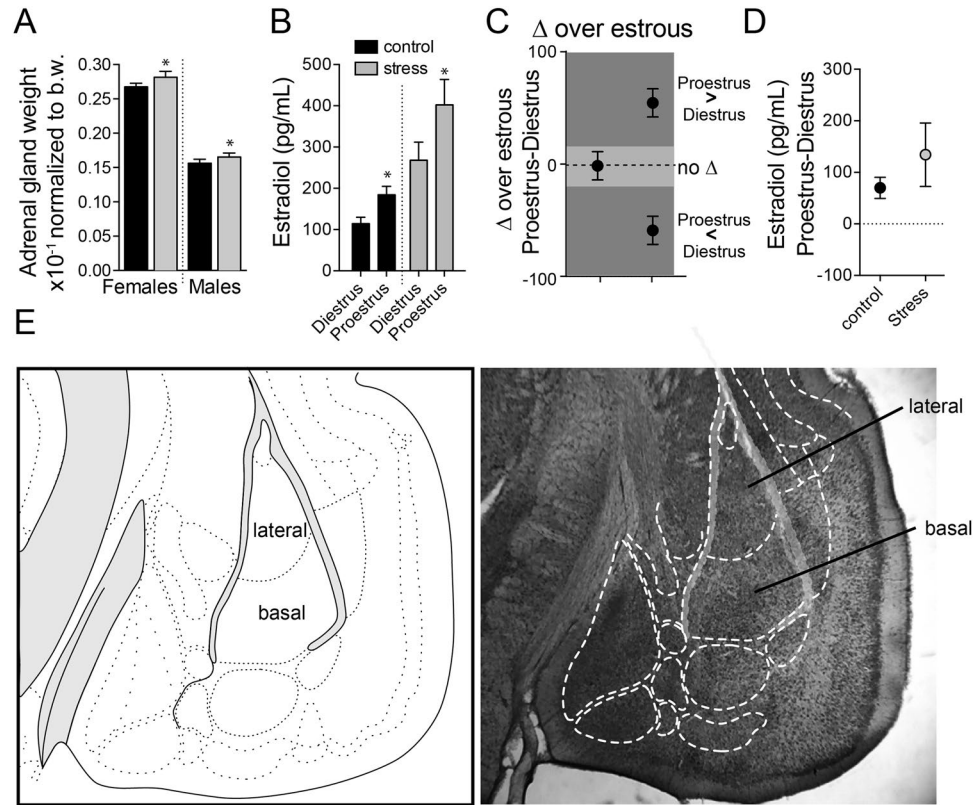 A
Adrenal gland weight
x10⁻¹ normalized to b.w.
0.30
0.25
0.20
0.15
0.10
0.05
0.00
*
*
Females
Males
B
control
stress
Estradiol (pg/mL)
500
400
300
200
100
0
*
*
Diestrus
Proestrus
Diestrus
Proestrus
C
Δ over estrous
Δ over estrous
Proestrus-Diestrus
100
0
-100
Proestrus
>
Diestrus
no Δ
Proestrus
<
Diestrus
D
Estradiol (pg/mL)
Proestrus-Diestrus
300
200
100
0
-100
control
Stress
E
lateral
basal
lateral
basal